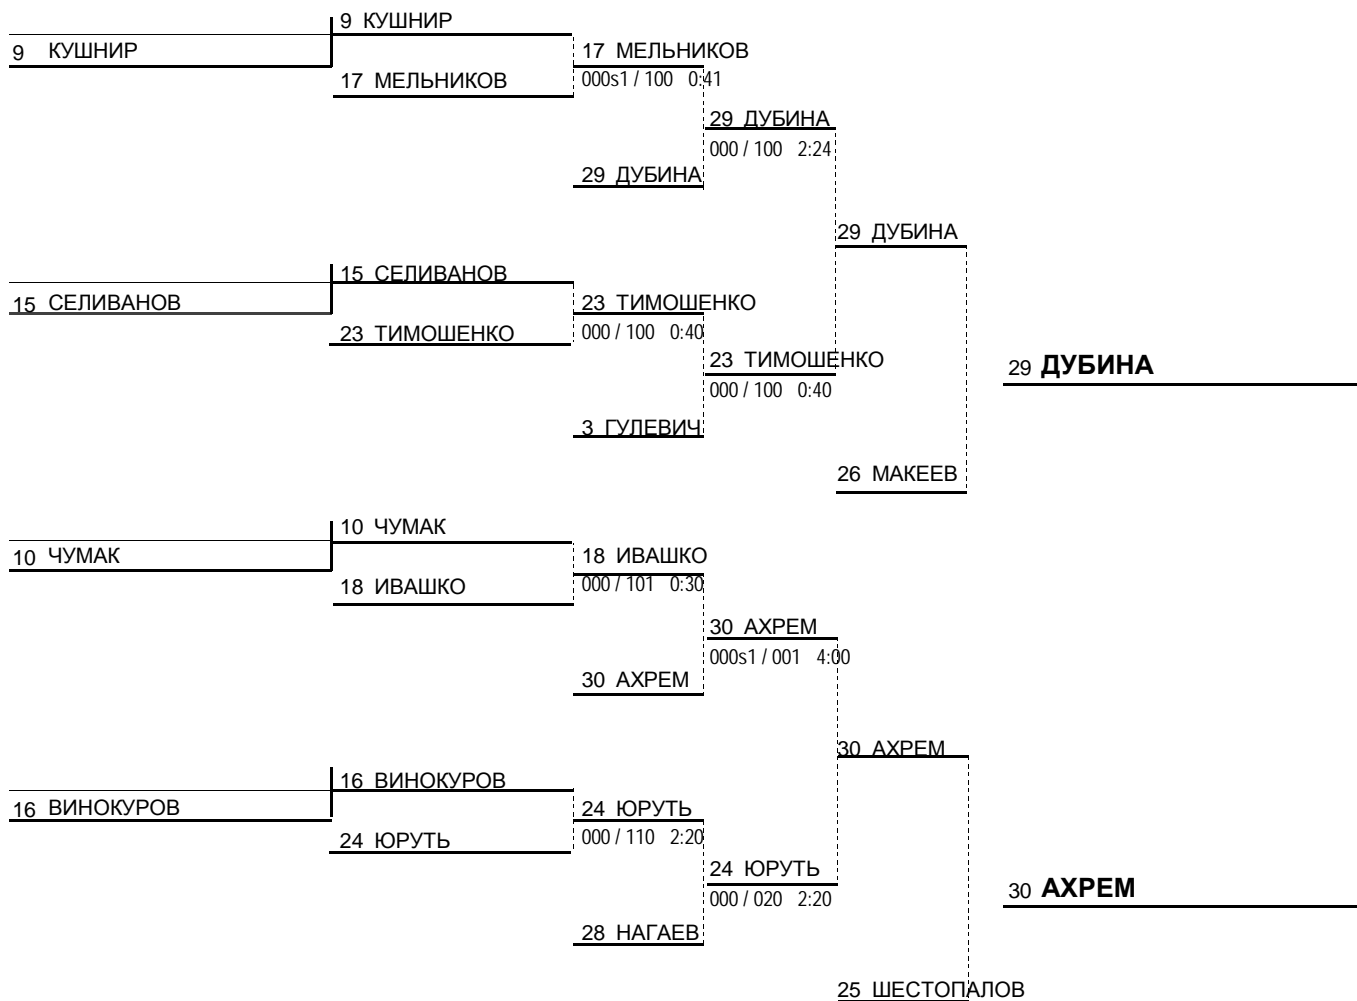 9 КУШНИР
9 КУШНИР
17 МЕЛЬНИКОВ
17 МЕЛЬНИКОВ
000s1 / 100 0:41
29 ДУБИНА
000 / 100 2:24
29 ДУБИНА
29 ДУБИНА
15 СЕЛИВАНОВ
15 СЕЛИВАНОВ
23 ТИМОШЕНКО
23 ТИМОШЕНКО
000 / 100 0:40
23 ТИМОШЕНКО
29 ДУБИНА
000 / 100 0:40
3 ГУЛЕВИЧ
26 МАКЕЕВ
10 ЧУМАК
10 ЧУМАК
18 ИВАШКО
18 ИВАШКО
000 / 101 0:30
30 АХРЕМ
000s1 / 001 4:00
30 АХРЕМ
30 АХРЕМ
16 ВИНОКУРОВ
16 ВИНОКУРОВ
24 ЮРУТЬ
24 ЮРУТЬ
000 / 110 2:20
24 ЮРУТЬ
30 АХРЕМ
000 / 020 2:20
28 НАГАЕВ
25 ШЕСТОПАЛОВ